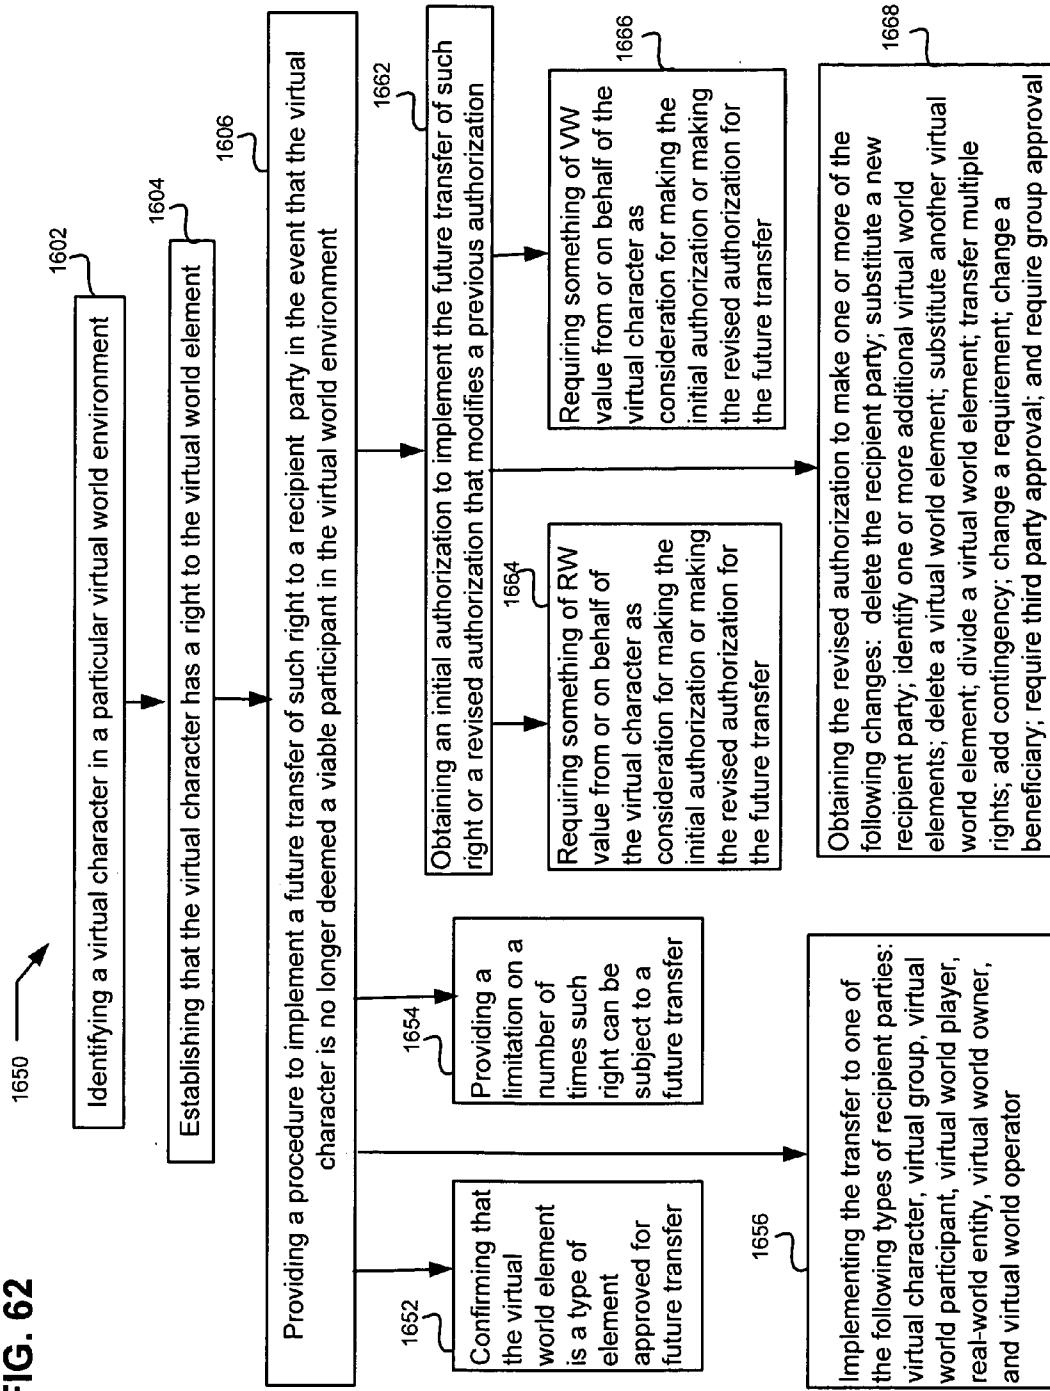 FIG. 62
1650
1602
Identifying a virtual character in a particular virtual world environment
1604
Establishing that the virtual character has a right to the virtual world element
1606
Providing a procedure to implement a future transfer of such right to a recipient party in the event that the virtual
character is no longer deemed a viable participant in the virtual world environment
1652
Confirming that
the virtual
world element
is a type of
element
approved for
future transfer
1654
Providing a
limitation on a
number of
times such
right can be
subject to a
future transfer
1662
Obtaining an initial authorization to implement the future transfer of such
right or a revised authorization that modifies a previous authorization
1664
Requiring something of RW
value from or on behalf of
the virtual character as
consideration for making the
initial authorization or making
the revised authorization for
the future transfer
1666
Requiring something of VW
value from or on behalf of the
virtual character as
consideration for making the
initial authorization or making
the revised authorization for
the future transfer
1656
Implementing the transfer to one of
the following types of recipient parties:
virtual character, virtual group, virtual
world participant, virtual world player,
real-world entity, virtual world owner,
and virtual world operator
1668
Obtaining the revised authorization to make one or more of the
following changes: delete the recipient party; substitute a new
recipient party; identify one or more additional virtual world
elements; delete a virtual world element; substitute another virtual
world element; divide a virtual world element; transfer multiple
rights; add contingency; change a requirement; change a
beneficiary; require third party approval; and require group approval